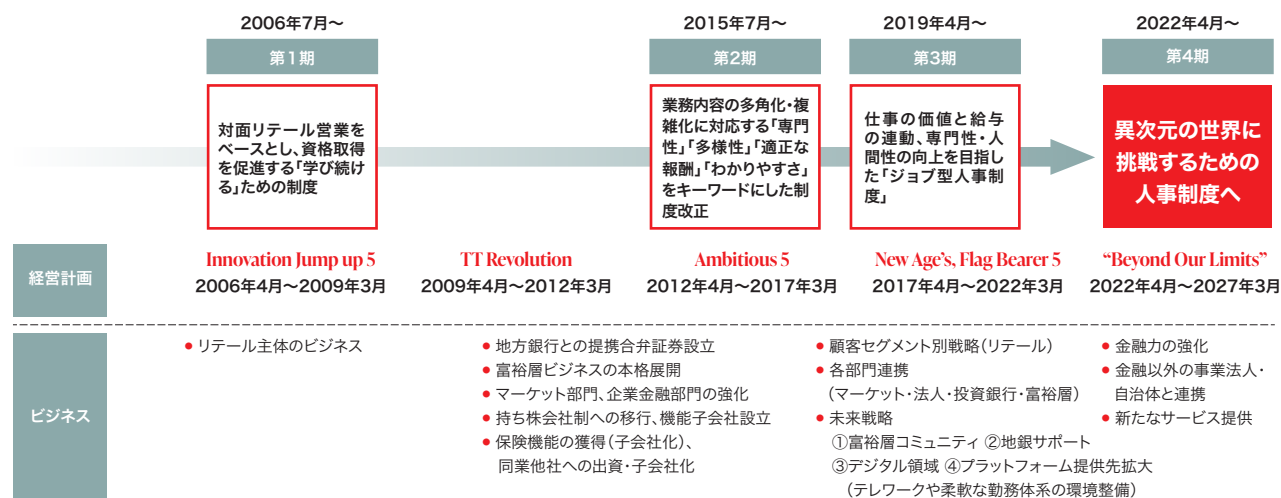 2006年7月〜
第1期
対面リテール営業を
ベースとし、資格取得
を促進する「学び続け
る」ための制度
2015年7月〜
第2期
業務内容の多角化・複
雑化に対応する「専門
性」「多様性」「適正な
報酬」「わかりやすさ」
をキーワードにした制
度改正
2019年4月〜
第3期
仕事の価値と給与
の連動、専門性・人
間性の向上を目指し
た「ジョブ型人事制
度」
2022年4月〜
第4期
異次元の世界に
挑戦するための
人事制度へ
経営計画
Innovation Jump up 5
2006年4月〜2009年3月
TT Revolution
2009年4月〜2012年3月
Ambitious 5
2012年4月〜2017年3月
New Age's, Flag Bearer 5
2017年4月〜2022年3月
“Beyond Our Limits”
2022年4月〜2027年3月
ビジネス
● リテール主体のビジネス
● 地方銀行との提携合弁証券設立
● 富裕層ビジネスの本格展開
● マーケット部門、企業金融部門の強化
● 持ち株会社制への移行、機能子会社設立
● 保険機能の獲得（子会社化）、
同業他社への出資・子会社化
● 顧客セグメント別戦略（リテール）
● 各部門連携
（マーケット・法人・投資銀行・富裕層）
● 未来戦略
①富裕層コミュニティ ②地銀サポート
③デジタル領域 ④プラットフォーム提供先拡大
（テレワークや柔軟な勤務体系の環境整備）
● 金融力の強化
● 金融以外の事業法人・
自治体と連携
● 新たなサービス提供